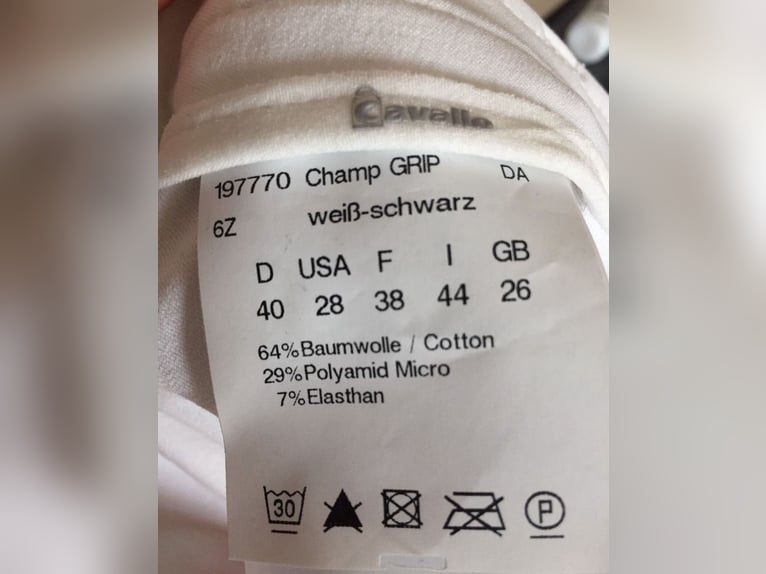 Cavallo
197770 Champ GRIP DA
6Z weiß-schwarz
D USA F I GB
40 28 38 44 26
64%Baumwolle / Cotton
29%Polyamid Micro
7%Elasthan
30 P